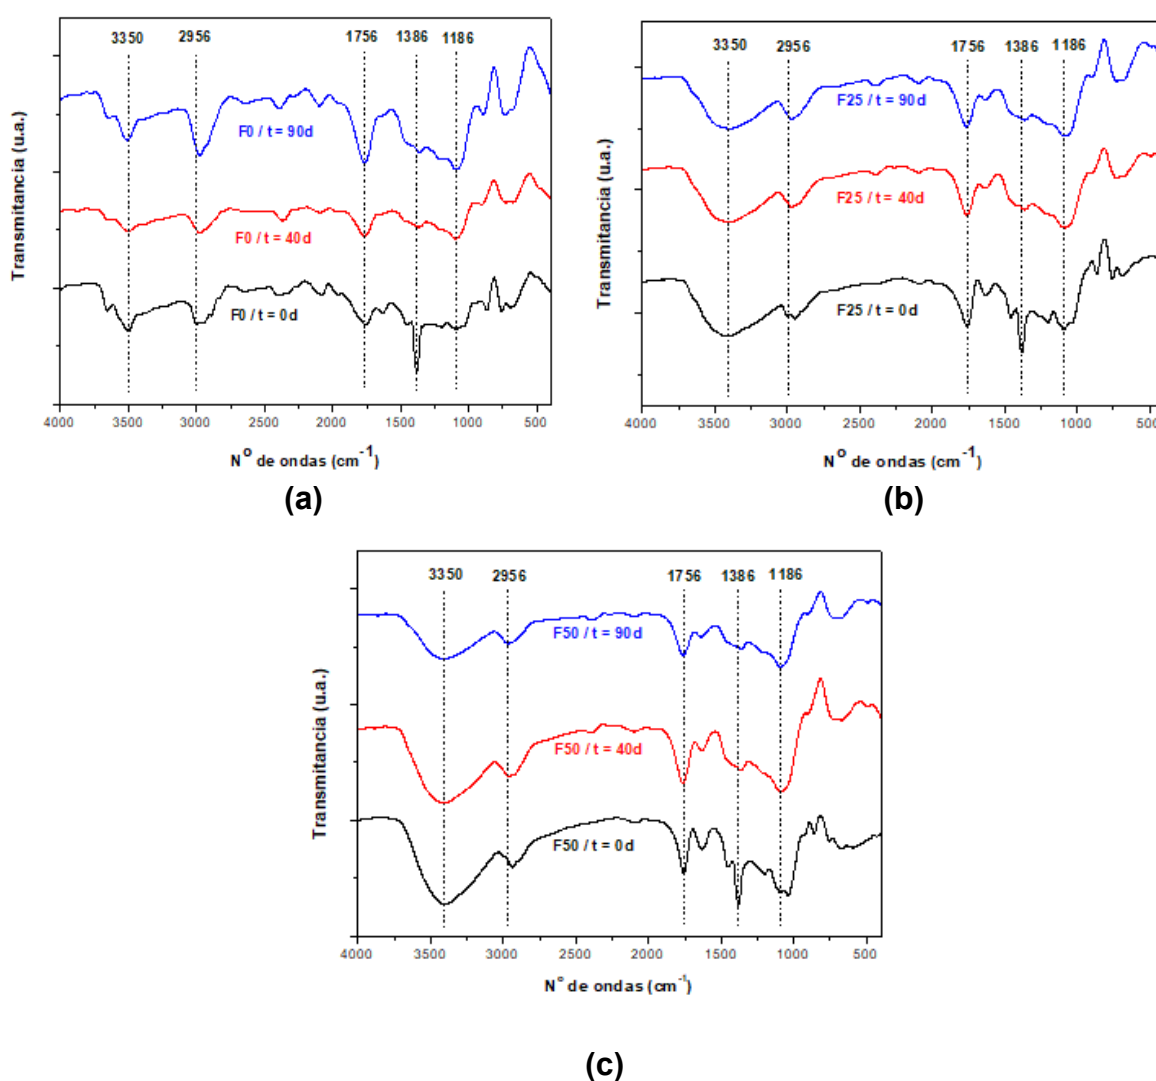 3350 2956 1756 1386 1186
Transmitancia (u.a.)
F0 / t = 90d
F0 / t = 40d
F0 / t = 0d
4000 3500 3000 2500 2000 1500 1000 500
Nº de ondas (cm⁻¹)
(a)
3350 2956 1756 1386 1186
Transmitancia (u.a.)
F25 / t = 90d
F25 / t = 40d
F25 / t = 0d
4000 3500 3000 2500 2000 1500 1000 500
Nº de ondas (cm⁻¹)
(b)
3350 2956 1756 1386 1186
Transmitancia (u.a.)
F50 / t = 90d
F50 / t = 40d
F50 / t = 0d
4000 3500 3000 2500 2000 1500 1000 500
Nº de ondas (cm⁻¹)
(c)